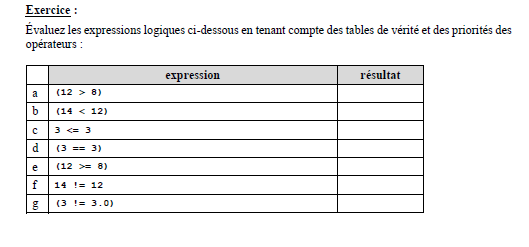 Exercice :
Évaluez les expressions logiques ci-dessous en tenant compte des tables de vérité et des priorités des
opérateurs :
expression résultat
a (12 > 8)
b (14 < 12)
c 3 <= 3
d (3 == 3)
e (12 >= 8)
f 14 != 12
g (3 != 3.0)